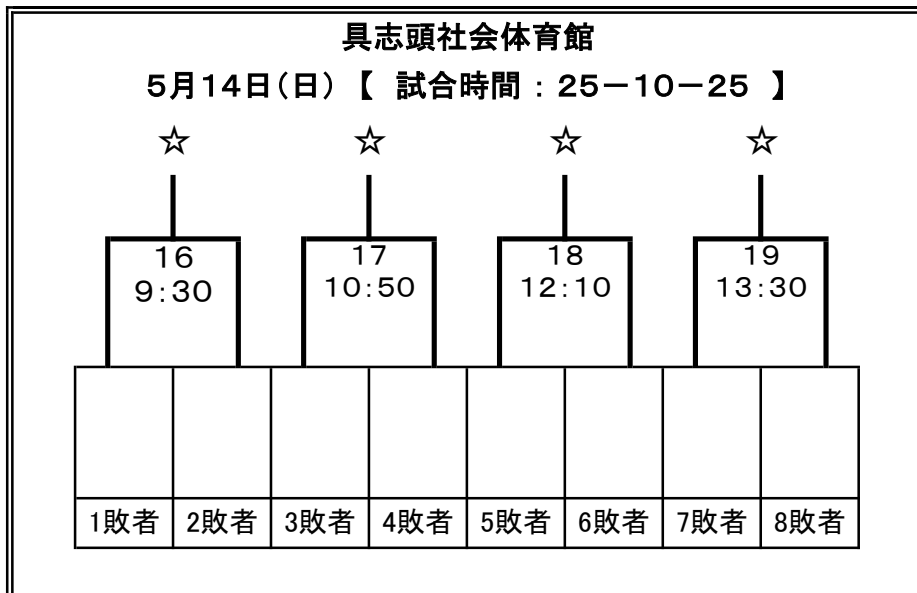 具志頭社会体育館
5月14日(日)【 試合時間:25-10-25 】
☆ ☆ ☆ ☆
16 17 18 19
9:30 10:50 12:10 13:30
1敗者 2敗者 3敗者 4敗者 5敗者 6敗者 7敗者 8敗者